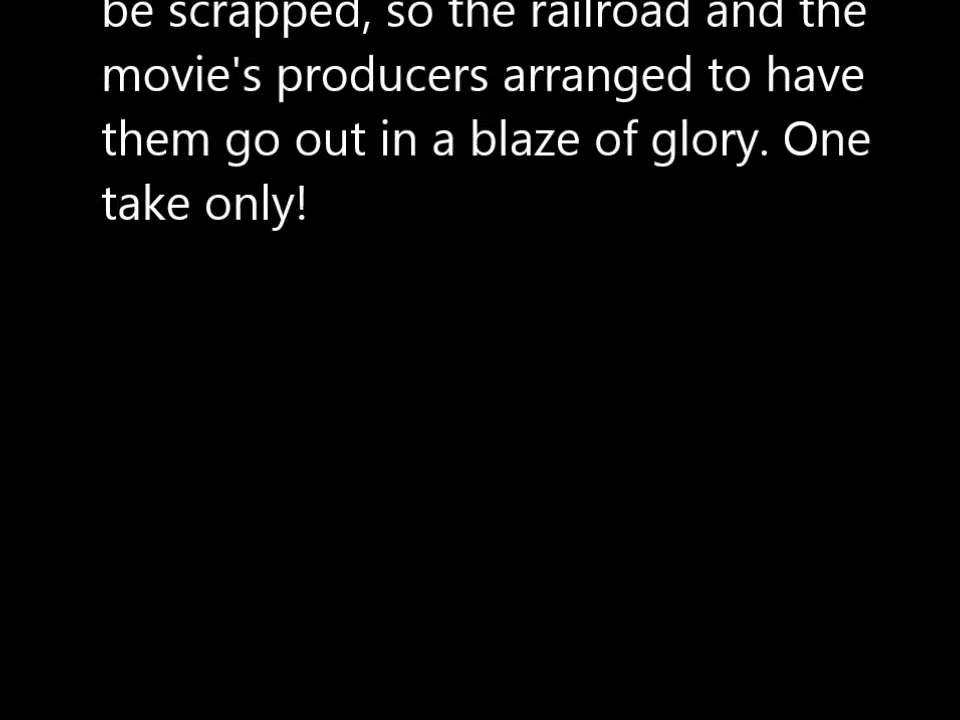 be scrapped, so the railroad and the
movie's producers arranged to have
them go out in a blaze of glory. One
take only!